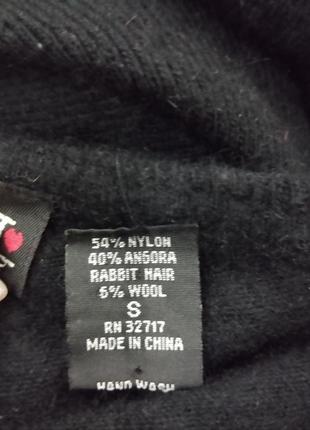 54% NYLON
40% ANGORA
RABBIT HAIR
6% WOOL
S
RN 32717
MADE IN CHINA
HAND WASH